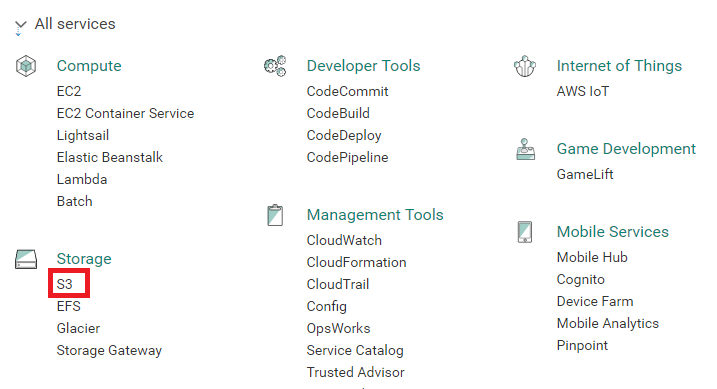 All services
Compute
EC2
EC2 Container Service
Lightsail
Elastic Beanstalk
Lambda
Batch
Storage
S3
EFS
Glacier
Storage Gateway
Developer Tools
CodeCommit
CodeBuild
CodeDeploy
CodePipeline
Management Tools
CloudWatch
CloudFormation
CloudTrail
Config
OpsWorks
Service Catalog
Trusted Advisor
Internet of Things
AWS IoT
Game Development
GameLift
Mobile Services
Mobile Hub
Cognito
Device Farm
Mobile Analytics
Pinpoint